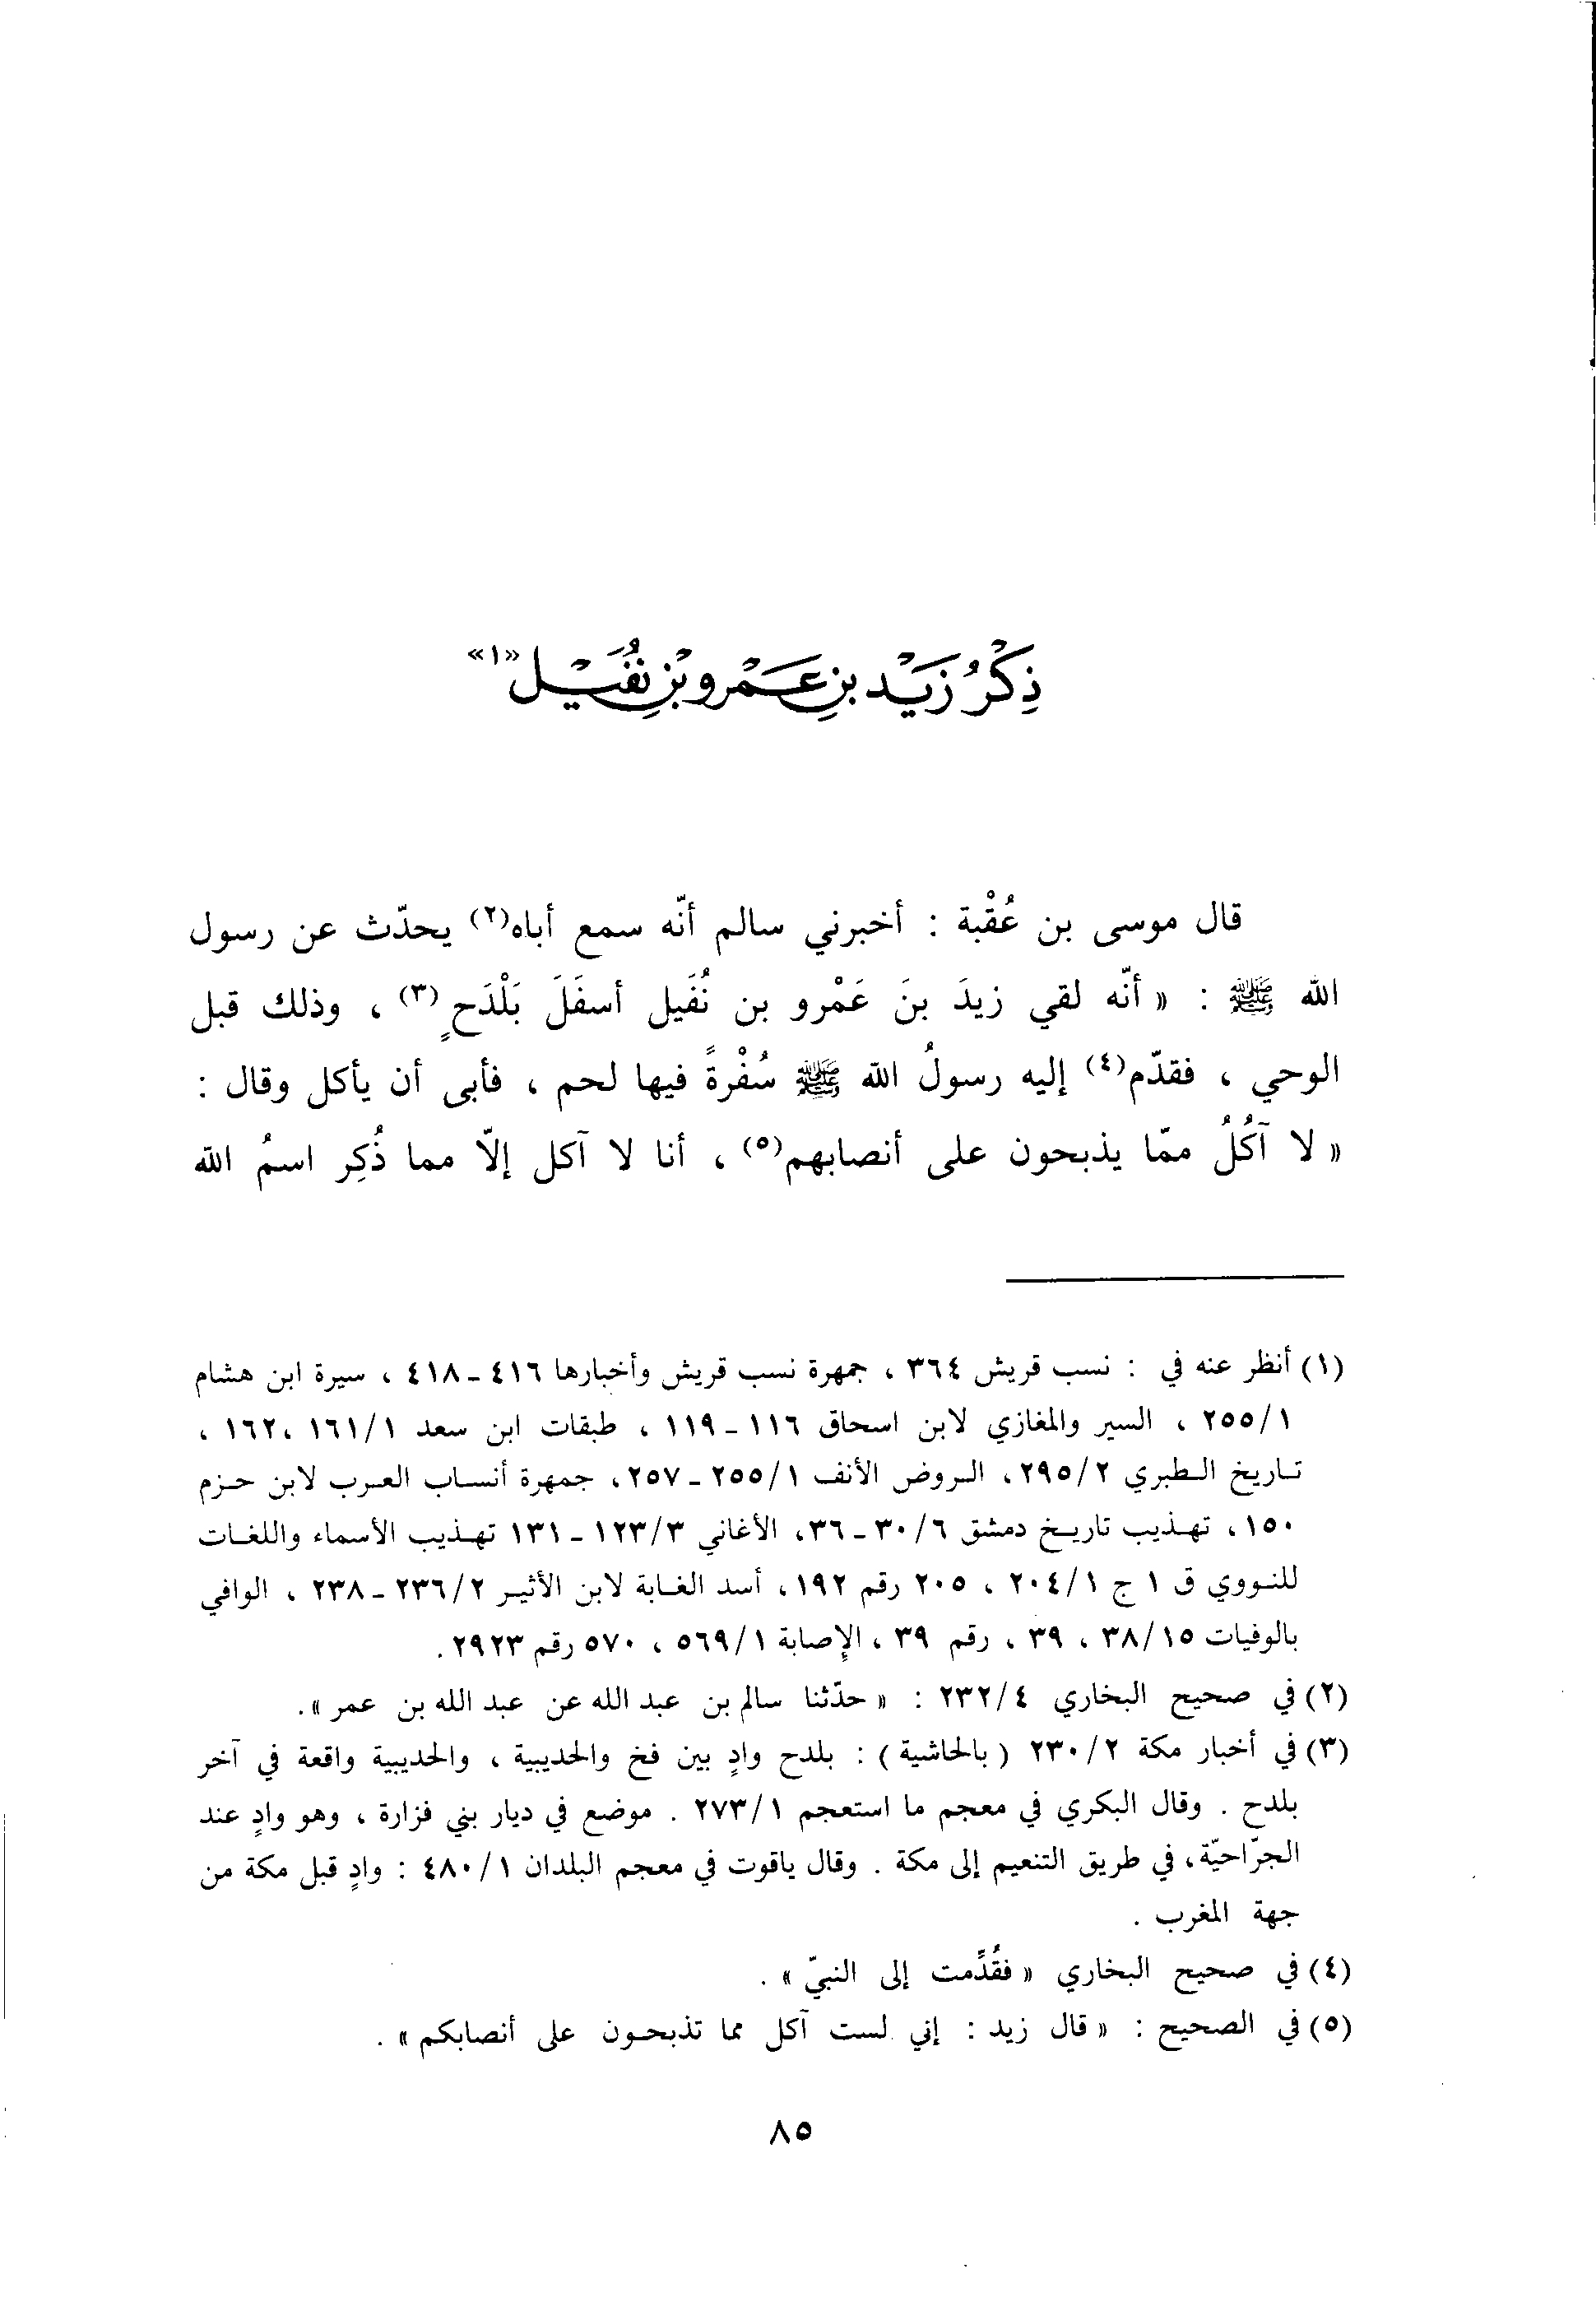 ذِكْرُ زَيْد بنِ عَمْرو بْنِ نُفَيْل «١»
قال موسى بن عُقْبة : أخبرني سالم أنّه سمع أباه(٢) يحدّث عن رسول
الله ﷺ : « أنّه لقي زيدَ بنَ عَمْرو بن نُفَيل أسفَلَ بَلْدَحٍ(٣) ، وذلك قبل
الوحي ، فقدّم(٤) إليه رسولُ الله ﷺ سُفْرةً فيها لحم ، فأبى أن يأكل وقال :
« لا آكُلُ ممّا يذبحون على أنصابهم(٥) ، أنا لا آكل إلاّ مما ذُكِر اسمُ الله
(١) أنظر عنه في : نسب قريش ٣٦٤ ، جمهرة نسب قريش وأخبارها ٤١٦ـ ٤١٨ ، سيرة ابن هشام
٢٥٥/١ ، السير والمغازي لابن اسحاق ١١٦ ـ ١١٩ ، طبقات ابن سعد ١٦١/١ ،١٦٢ ،
تاريخ الطبري ٢٩٥/٢، الروض الأنف ٢٥٥/١ ـ ٢٥٧، جمهرة أنساب العرب لابن حزم
١٥٠، تهذيب تاريخ دمشق ٣٠/٦ ـ ٣٦، الأغاني ١٢٣/٣ ـ ١٣١ تهذيب الأسماء واللغات
للنووي ق ١ ج ٢٠٤/١ ، ٢٠٥ رقم ١٩٢، أسد الغابة لابن الأثير ٢٣٦/٢ ـ ٢٣٨ ، الوافي
بالوفيات ٣٨/١٥ ، ٣٩ ، رقم ٣٩ ، الإصابة ٥٦٩/١ ، ٥٧٠ رقم ٢٩٢٣ .
(٢) في صحيح البخاري ٢٣٢/٤ : « حدّثنا سالم بن عبد الله عن عبد الله بن عمر ».
(٣) في أخبار مكة ٢٣٠/٢ ( بالحاشية ) : بلدح وادٍ بين فخ والحديبية ، والحديبية واقعة في آخر
بلدح . وقال البكري في معجم ما استعجم ٢٧٣/١ . موضع في ديار بني فزارة ، وهو وادٍ عند
الجرّاحيّة، في طريق التنعيم إلى مكة . وقال ياقوت في معجم البلدان ٤٨٠/١ : وادٍ قبل مكة من
جهة المغرب .
(٤) في صحيح البخاري « فقُدِّمت إلى النبيّ » .
(٥) في الصحيح : « قال زيد : إني لست آكل مما تذبحون على أنصابكم » .
٨٥